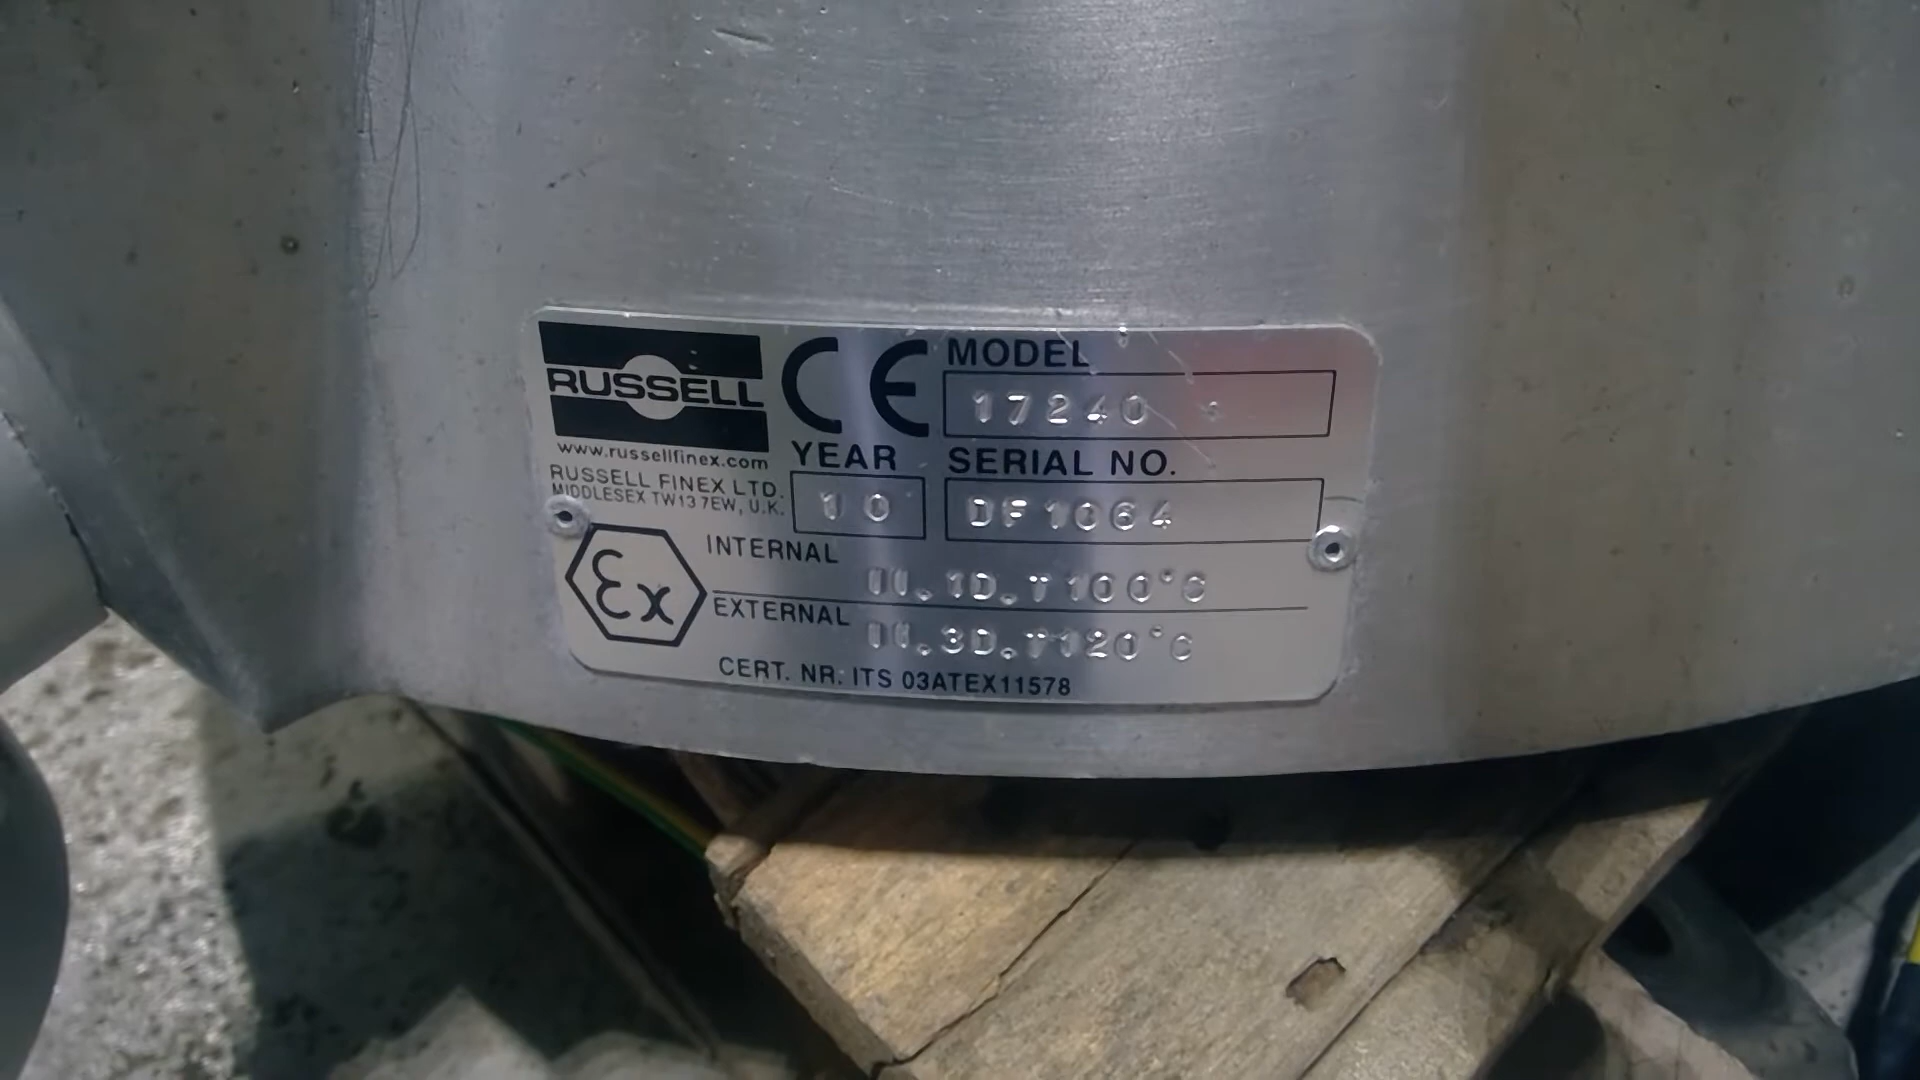 RUSSELL
www.russellfinex.com
RUSSELL FINEX LTD.
MIDDLESEX TW13 7EW, U.K.
CE
MODEL
17240
YEAR
10
SERIAL NO.
DF1064
Ex
INTERNAL
II.1D.T100°C
EXTERNAL
II.3D.T120°C
CERT. NR: ITS 03ATEX11578